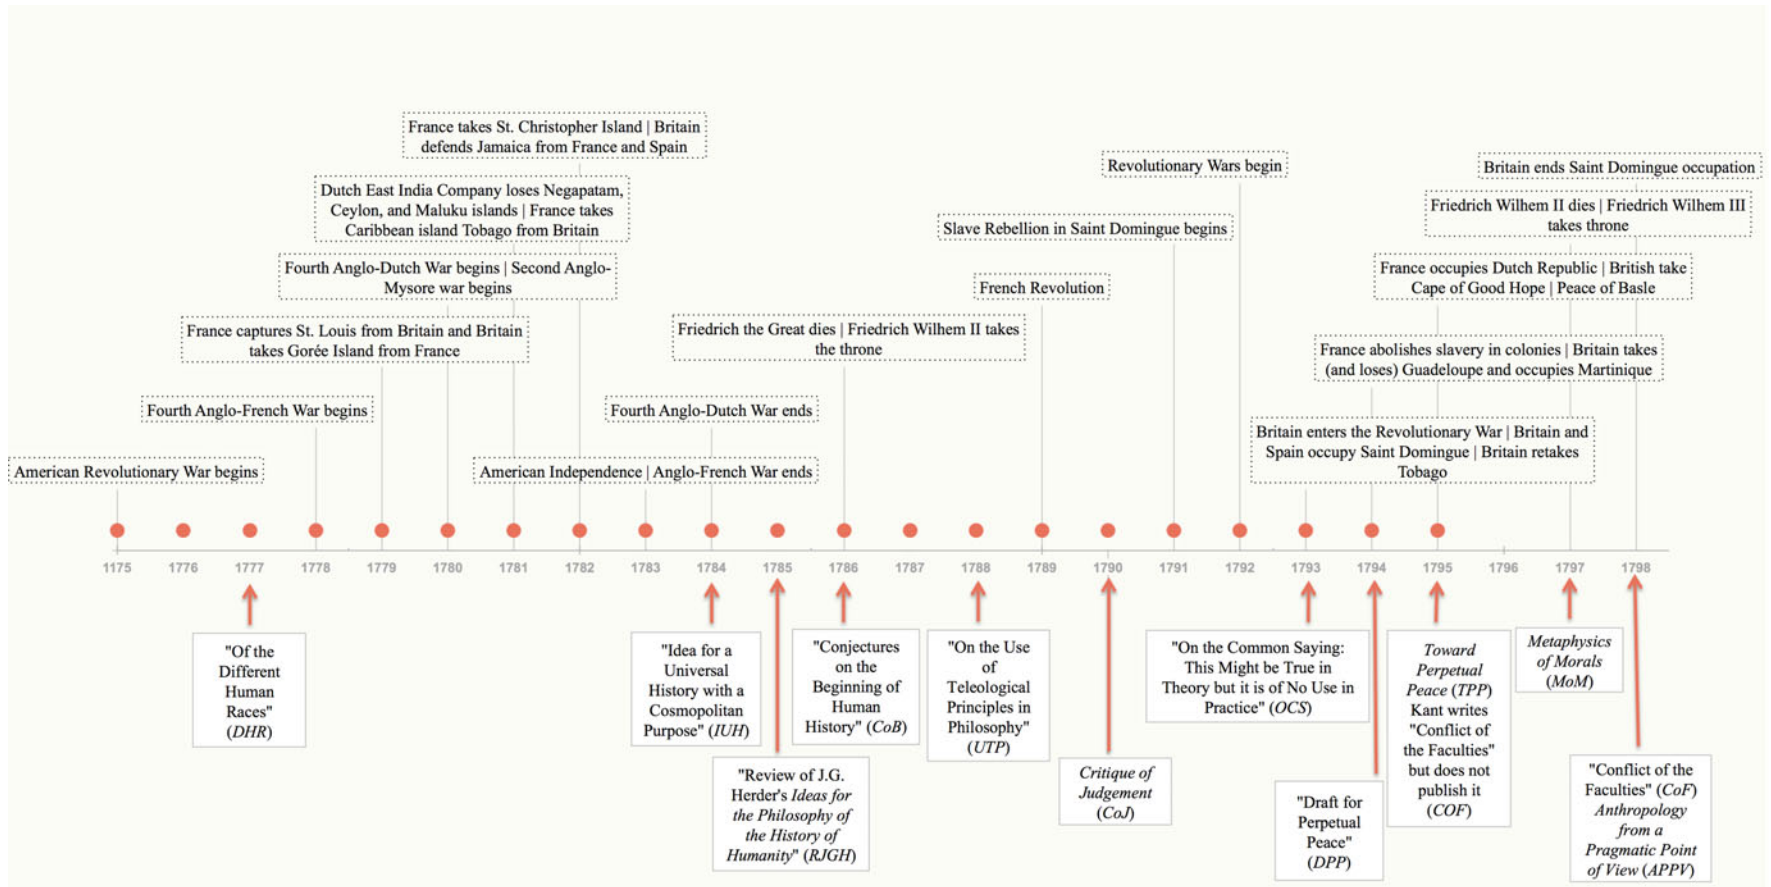 France takes St. Christopher Island | Britain
defends Jamaica from France and Spain
Dutch East India Company loses Negapatam,
Ceylon, and Maluku islands | France takes
Caribbean island Tobago from Britain
Fourth Anglo-Dutch War begins | Second Anglo-
Mysore war begins
France captures St. Louis from Britain and Britain
takes Gorée Island from France
Fourth Anglo-French War begins
American Revolutionary War begins
Friedrich the Great dies | Friedrich Wilhem II takes
the throne
Fourth Anglo-Dutch War ends
American Independence | Anglo-French War ends
Revolutionary Wars begin
Slave Rebellion in Saint Domingue begins
French Revolution
Britain ends Saint Domingue occupation
Friedrich Wilhem II dies | Friedrich Wilhem III
takes throne
France occupies Dutch Republic | British take
Cape of Good Hope | Peace of Basle
France abolishes slavery in colonies | Britain takes
(and loses) Guadeloupe and occupies Martinique
Britain enters the Revolutionary War | Britain and
Spain occupy Saint Domingue | Britain retakes
Tobago
1175 1776 1777 1778 1779 1780 1781 1782 1783 1784 1785 1786 1787 1788 1789 1790 1791 1792 1793 1794 1795 1796 1797 1798
"Of the
Different
Human
Races"
(DHR)
"Idea for a
Universal
History with a
Cosmopolitan
Purpose" (IUH)
"Review of J.G.
Herder's Ideas for
the Philosophy of
the History of
Humanity" (RJGH)
"Conjectures
on the
Beginning of
Human
History" (CoB)
"On the Use
of
Teleological
Principles in
Philosophy"
(UTP)
Critique of
Judgement
(CoJ)
"On the Common Saying:
This Might be True in
Theory but it is of No Use in
Practice" (OCS)
"Draft for
Perpetual
Peace"
(DPP)
Toward
Perpetual
Peace (TPP)
Kant writes
"Conflict of
the Faculties"
but does not
publish it
(COF)
Metaphysics
of Morals
(MoM)
"Conflict of the
Faculties" (CoF)
Anthropology
from a
Pragmatic Point
of View (APPV)